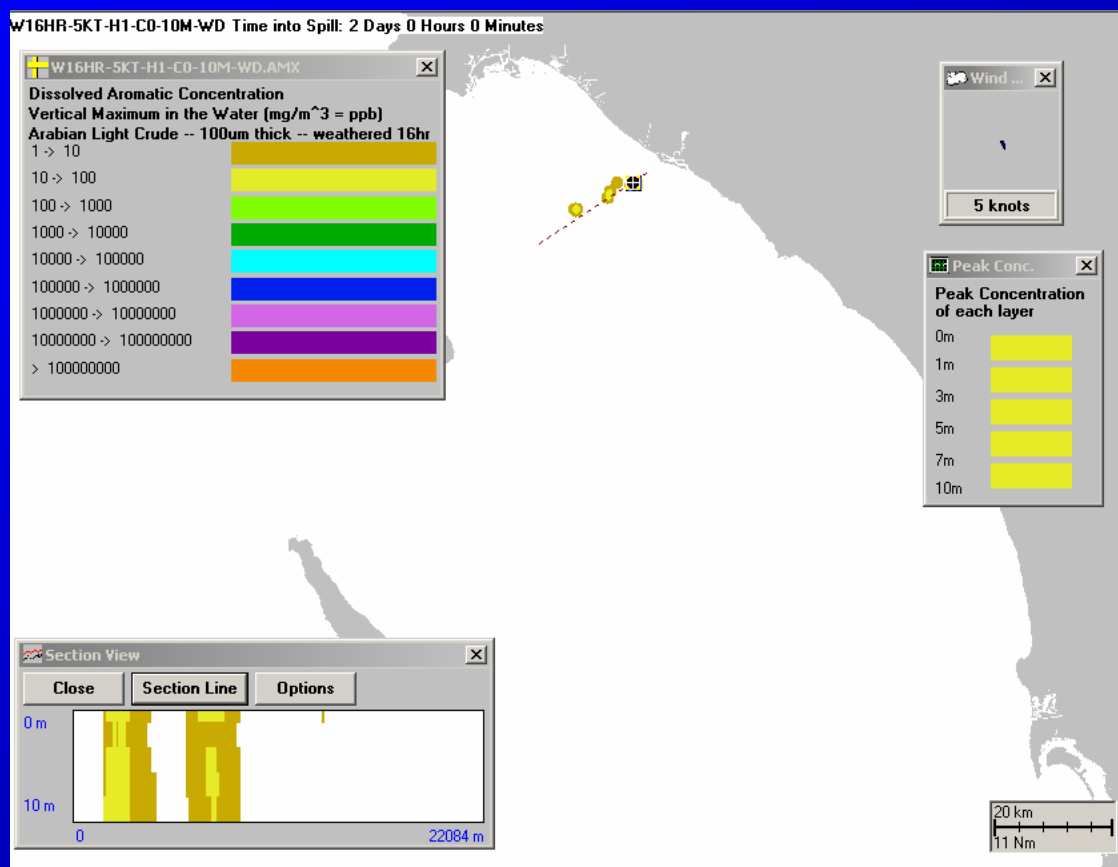 W16HR-5KT-H1-C0-10M-WD Time into Spill: 2 Days 0 Hours 0 Minutes
W16HR-5KT-H1-C0-10M-WD.AMX
Dissolved Aromatic Concentration
Vertical Maximum in the Water (mg/m^3 = ppb)
Arabian Light Crude -- 100um thick -- weathered 16hr
1 -> 10
10 -> 100
100 -> 1000
1000 -> 10000
10000 -> 100000
100000 -> 1000000
1000000 -> 10000000
10000000 -> 100000000
> 100000000
Wind ...
5 knots
Peak Conc.
Peak Concentration
of each layer
0m
1m
3m
5m
7m
10m
Section View
Close Section Line Options
0 m
10 m
0 22084 m
20 km
11 Nm